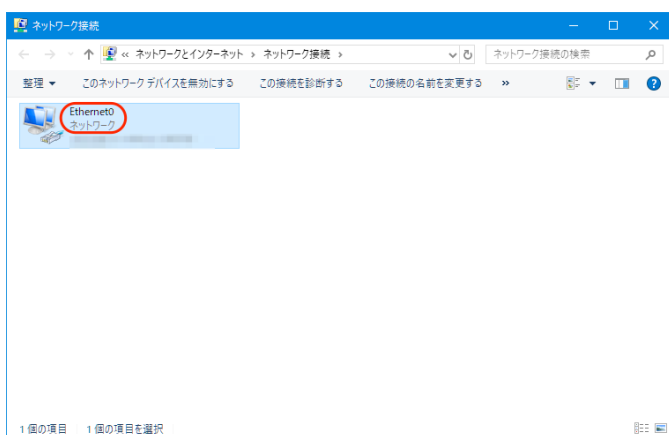 ネットワーク接続
« ネットワークとインターネット › ネットワーク接続 ›
ネットワーク接続の検索
整理 ▼ このネットワーク デバイスを無効にする この接続を診断する この接続の名前を変更する »
Ethernet0
ネットワーク
1 個の項目 1 個の項目を選択